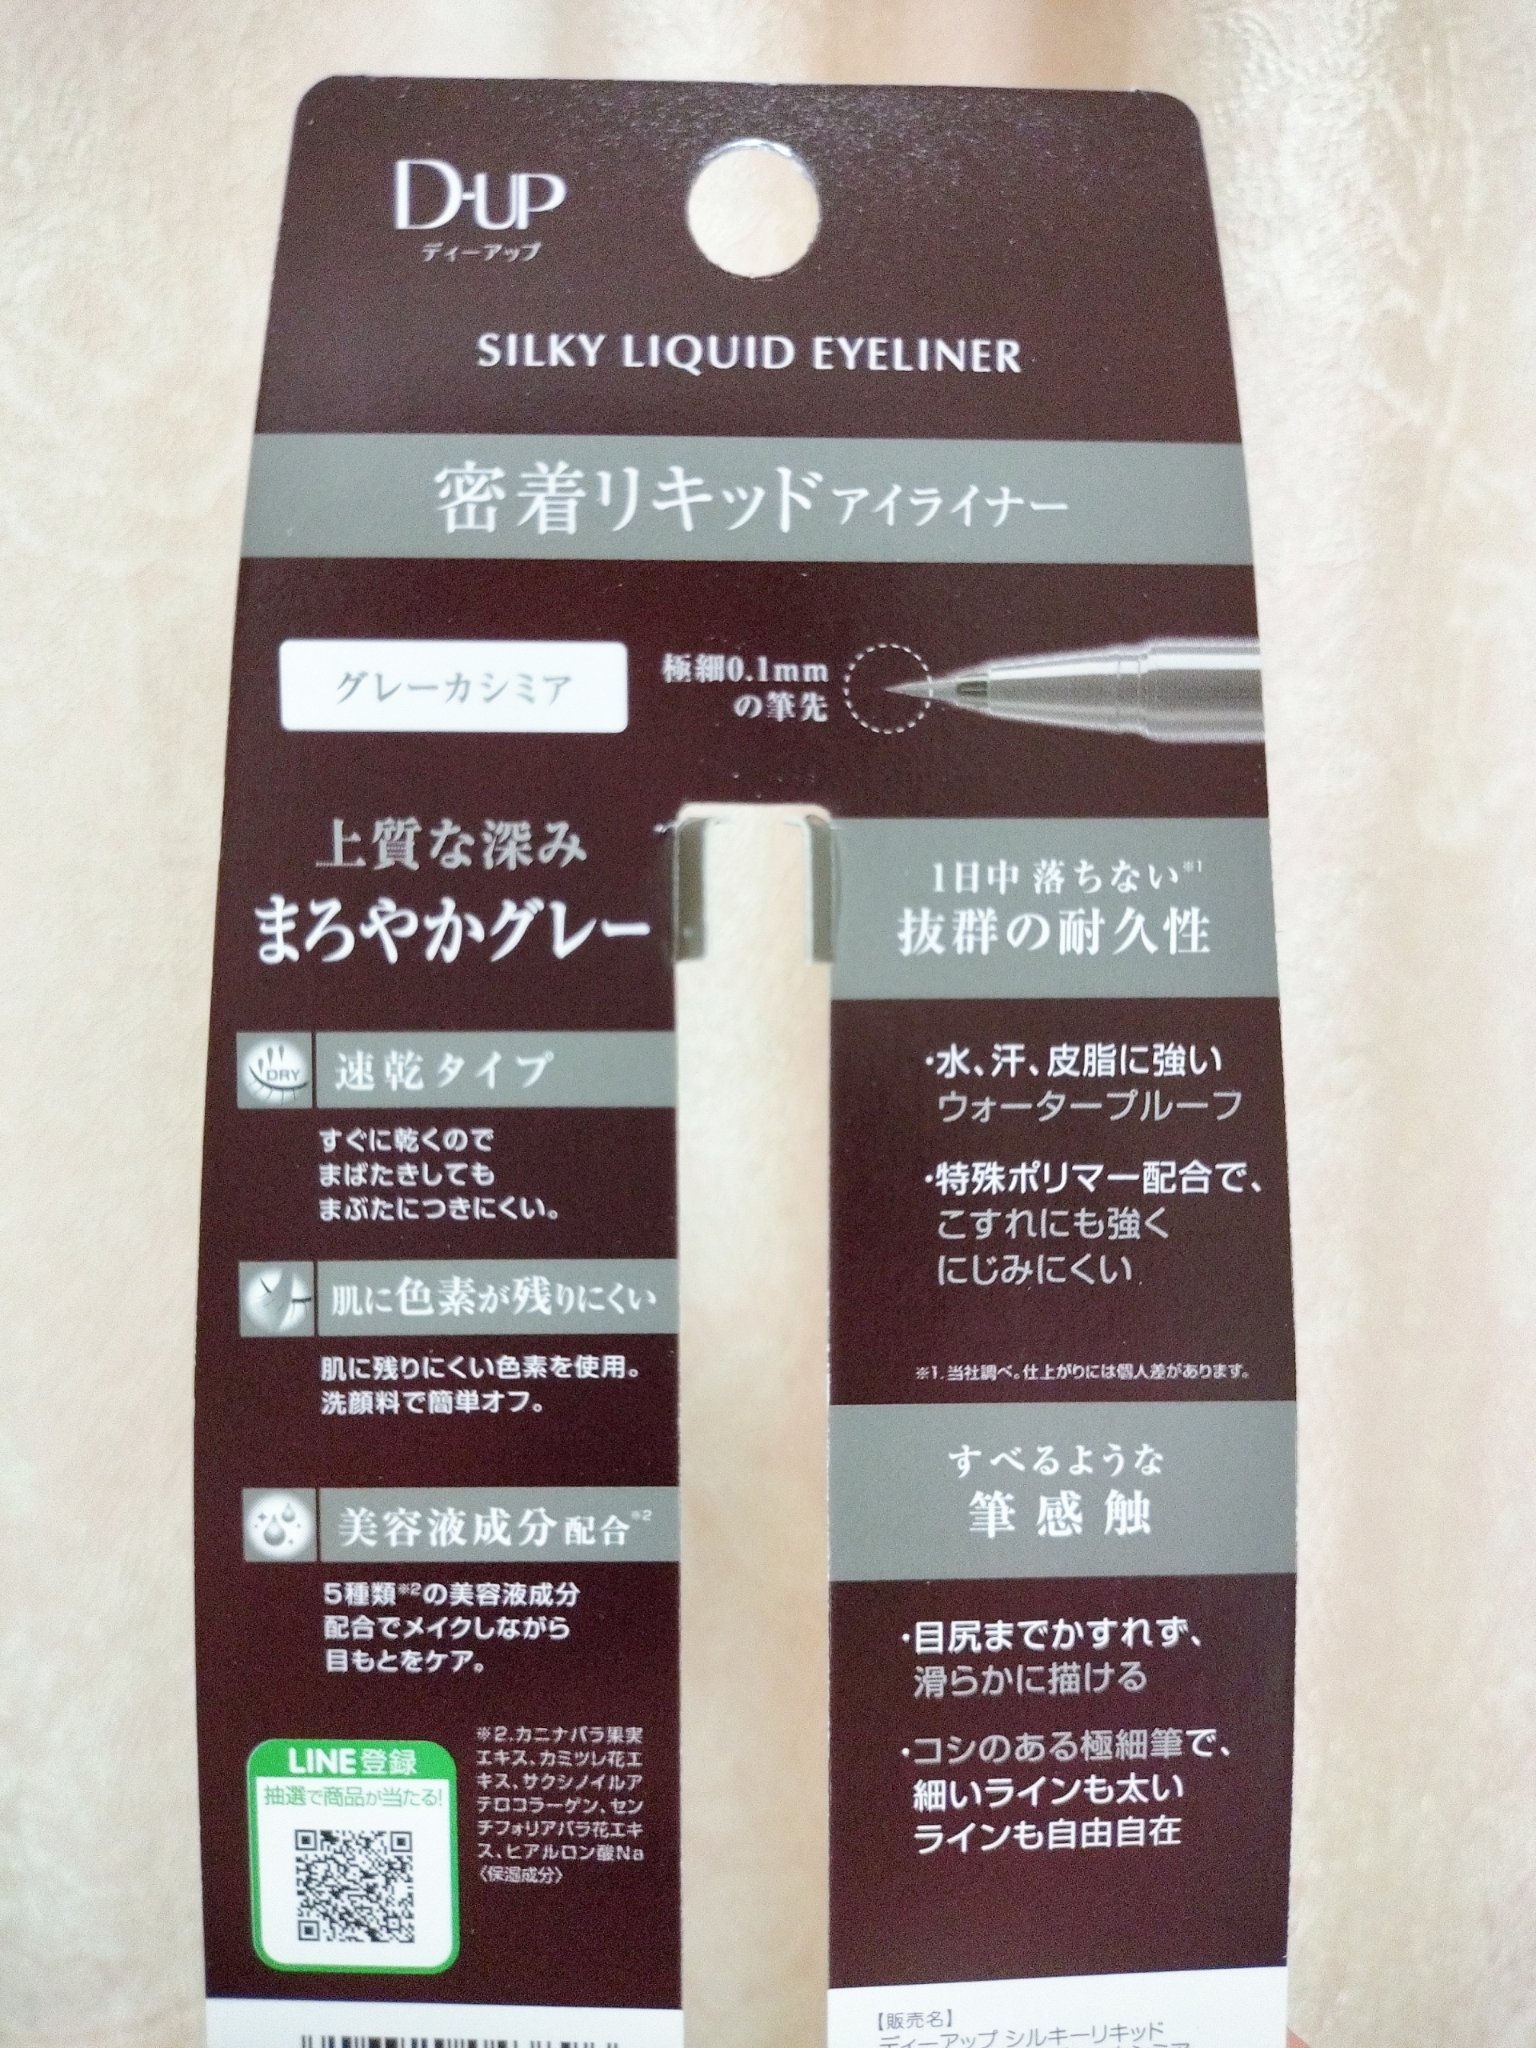 D-UP
ディーアップ
SILKY LIQUID EYELINER
密着リキッドアイライナー
グレーカシミア
極細0.1mm
の筆先
上質な深み
まろやかグレー
DRY
速乾タイプ
すぐに乾くので
まばたきしても
まぶたにつきにくい。
肌に色素が残りにくい
肌に残りにくい色素を使用。
洗顔料で簡単オフ。
美容液成分配合※2
5種類※2の美容液成分
配合でメイクしながら
目もとをケア。
※2.カニナバラ果実
エキス、カミツレ花エ
キス、サクシノイルア
テロコラーゲン、セン
チフォリアバラ花エキ
ス、ヒアルロン酸Na
〈保湿成分〉
LINE登録
抽選で商品が当たる!
1日中 落ちない※1
抜群の耐久性
・水、汗、皮脂に強い
ウォータープルーフ
・特殊ポリマー配合で、
こすれにも強く
にじみにくい
※1.当社調べ。仕上がりには個人差があります。
すべるような
筆感触
・目尻までかすれず、
滑らかに描ける
・コシのある極細筆で、
細いラインも太い
ラインも自由自在
【販売名】
ディーアップ シルキーリキッド